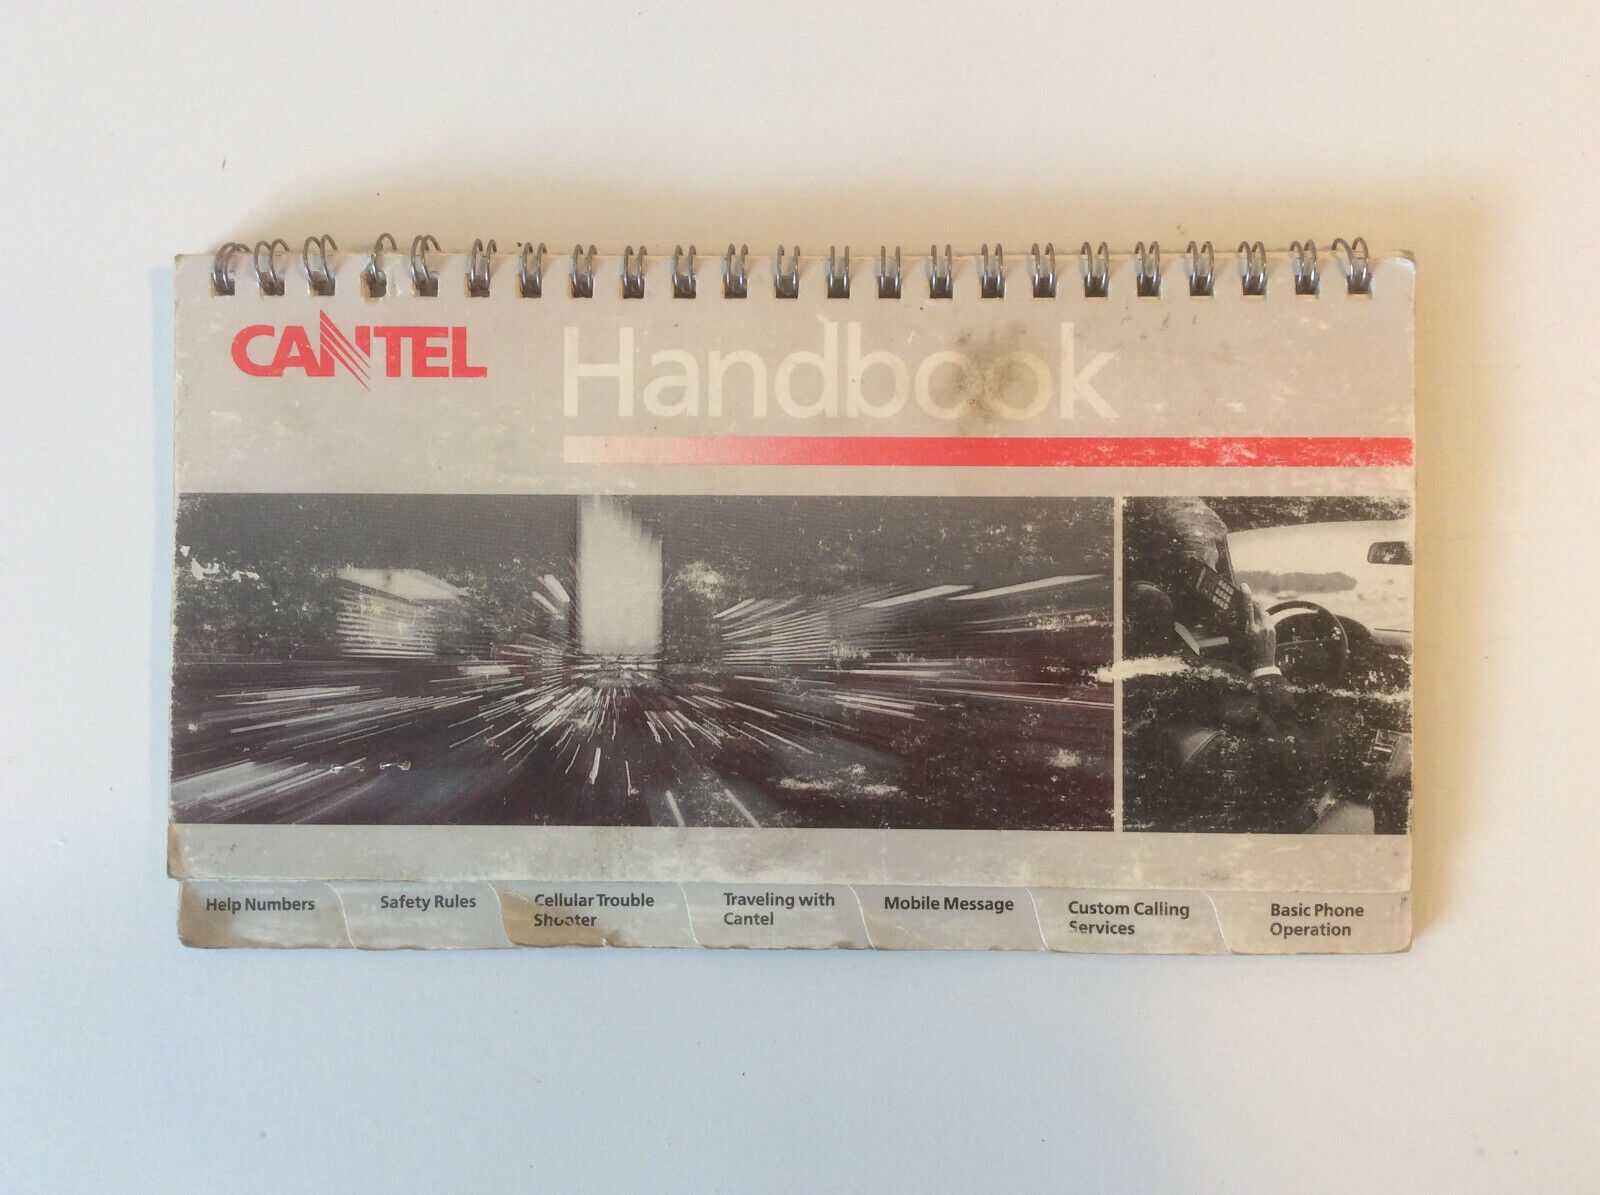 CANTEL
Handbook
Help Numbers
Safety Rules
Cellular Trouble
Shooter
Traveling with
Cantel
Mobile Message
Custom Calling
Services
Basic Phone
Operation